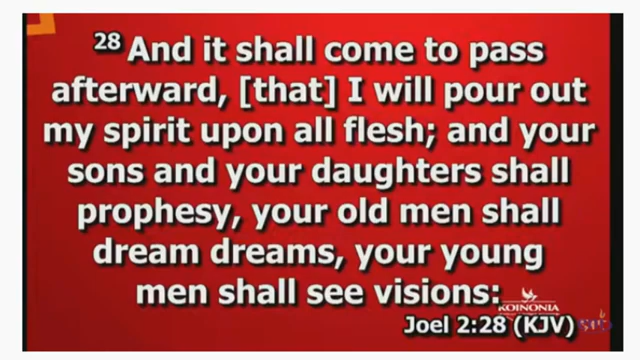 28 And it shall come to pass
afterward, [that] I will pour out
my spirit upon all flesh; and your
sons and your daughters shall
prophesy, your old men shall
dream dreams, your young
men shall see visions:
KOINONIA
Joel 2:28 (KJV)